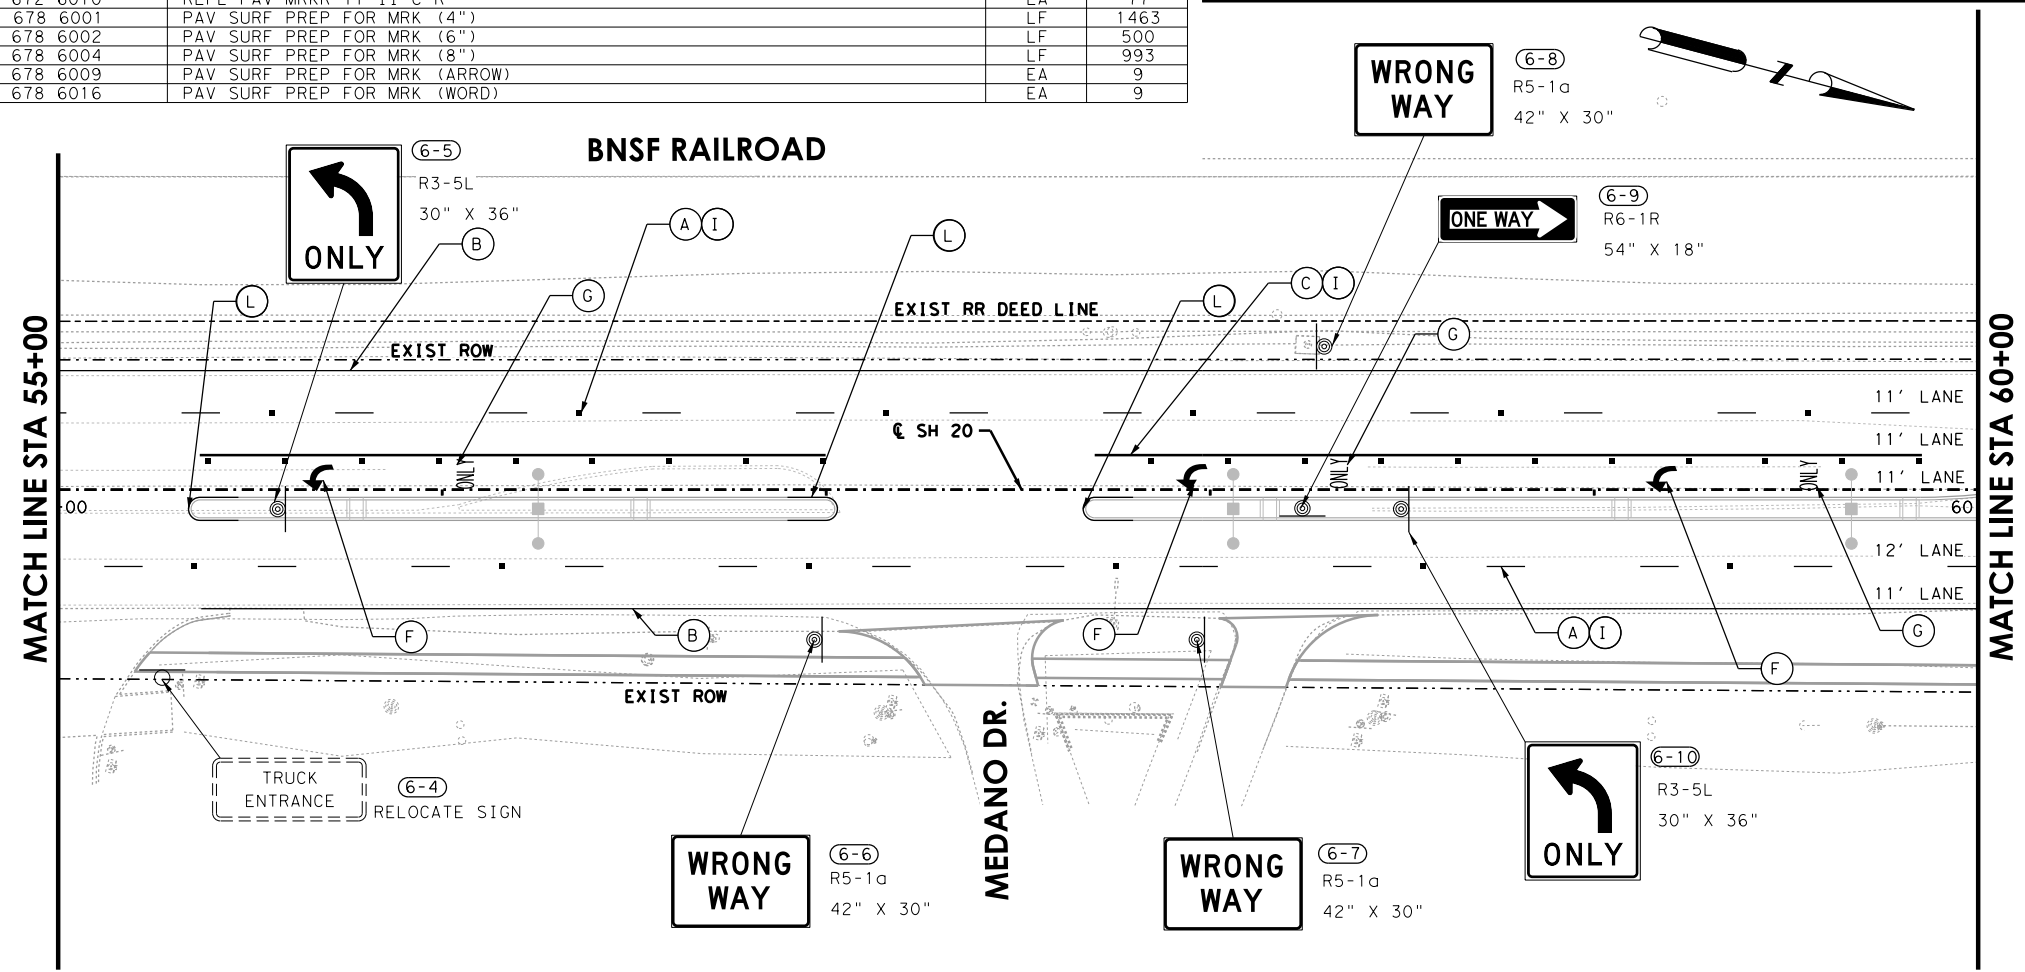 678 6001 PAV SURF PREP FOR MRK (4") LF 1463
678 6002 PAV SURF PREP FOR MRK (6") LF 500
678 6004 PAV SURF PREP FOR MRK (8") LF 993
678 6009 PAV SURF PREP FOR MRK (ARROW) EA 9
678 6016 PAV SURF PREP FOR MRK (WORD) EA 9
WRONG
WAY
6-8
R5-1a
42" X 30"
Z
BNSF RAILROAD
ONLY
6-5
R3-5L
30" X 36"
ONE WAY
6-9
R6-1R
54" X 18"
A I
B
L
L
G
C I
L
G
EXIST RR DEED LINE
EXIST ROW
℄ SH 20
11' LANE
11' LANE
11' LANE
12' LANE
11' LANE
ONLY
ONLY
ONLY
00
60
MATCH LINE STA 55+00
MATCH LINE STA 60+00
F
B
F
A I
G
F
EXIST ROW
MEDANO DR.
TRUCK
ENTRANCE
6-4
RELOCATE SIGN
WRONG
WAY
6-6
R5-1a
42" X 30"
WRONG
WAY
6-7
R5-1a
42" X 30"
ONLY
6-10
R3-5L
30" X 36"